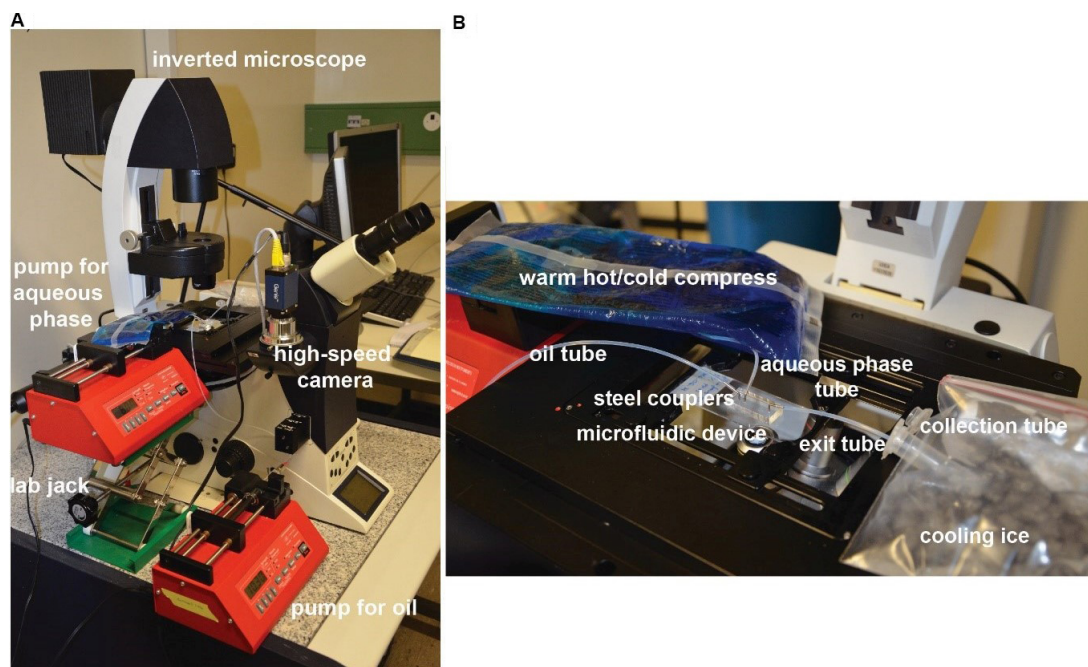 A
inverted microscope
pump for
aqueous
phase
high-speed
camera
lab jack
pump for oil
B
warm hot/cold compress
oil tube
aqueous phase
tube
steel couplers
microfluidic device
exit tube
collection tube
cooling ice